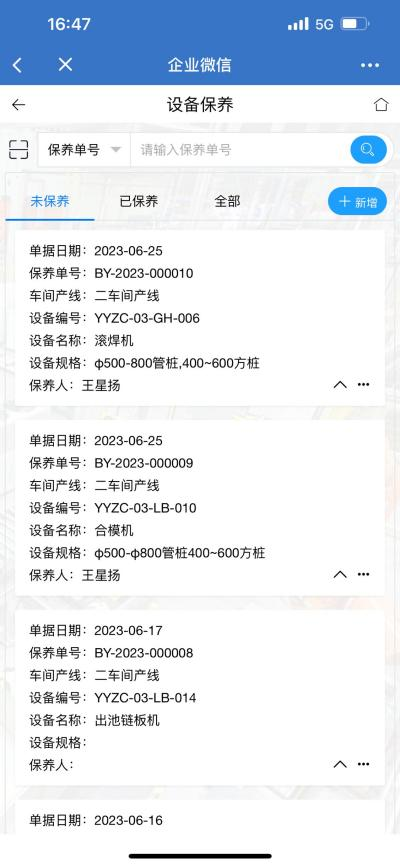 16:47
5G
企业微信
设备保养
保养单号
请输入保养单号
未保养
已保养
全部
新增
单据日期：2023-06-25
保养单号：BY-2023-000010
车间产线：二车间产线
设备编号：YYZC-03-GH-006
设备名称：滚焊机
设备规格：φ500-800管桩,400~600方桩
保养人：王星扬
单据日期：2023-06-25
保养单号：BY-2023-000009
车间产线：二车间产线
设备编号：YYZC-03-LB-010
设备名称：合模机
设备规格：φ500-φ800管桩400~600方桩
保养人：王星扬
单据日期：2023-06-17
保养单号：BY-2023-000008
车间产线：二车间产线
设备编号：YYZC-03-LB-014
设备名称：出池链板机
设备规格：
保养人：
单据日期：2023-06-16